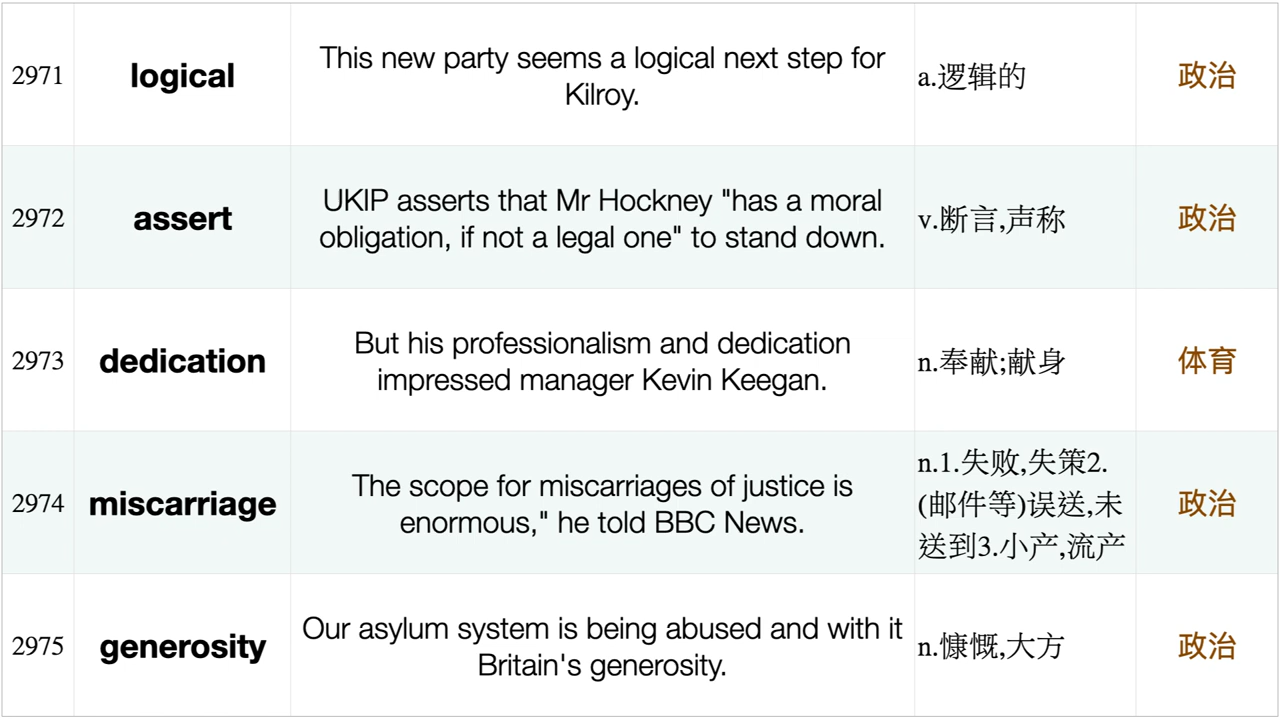 2971
logical
This new party seems a logical next step for
Kilroy.
a.逻辑的
政治
2972
assert
UKIP asserts that Mr Hockney "has a moral
obligation, if not a legal one" to stand down.
v.断言,声称
政治
2973
dedication
But his professionalism and dedication
impressed manager Kevin Keegan.
n.奉献;献身
体育
2974
miscarriage
The scope for miscarriages of justice is
enormous," he told BBC News.
n.1.失败,失策2.
(邮件等)误送,未
送到3.小产,流产
政治
2975
generosity
Our asylum system is being abused and with it
Britain's generosity.
n.慷慨,大方
政治